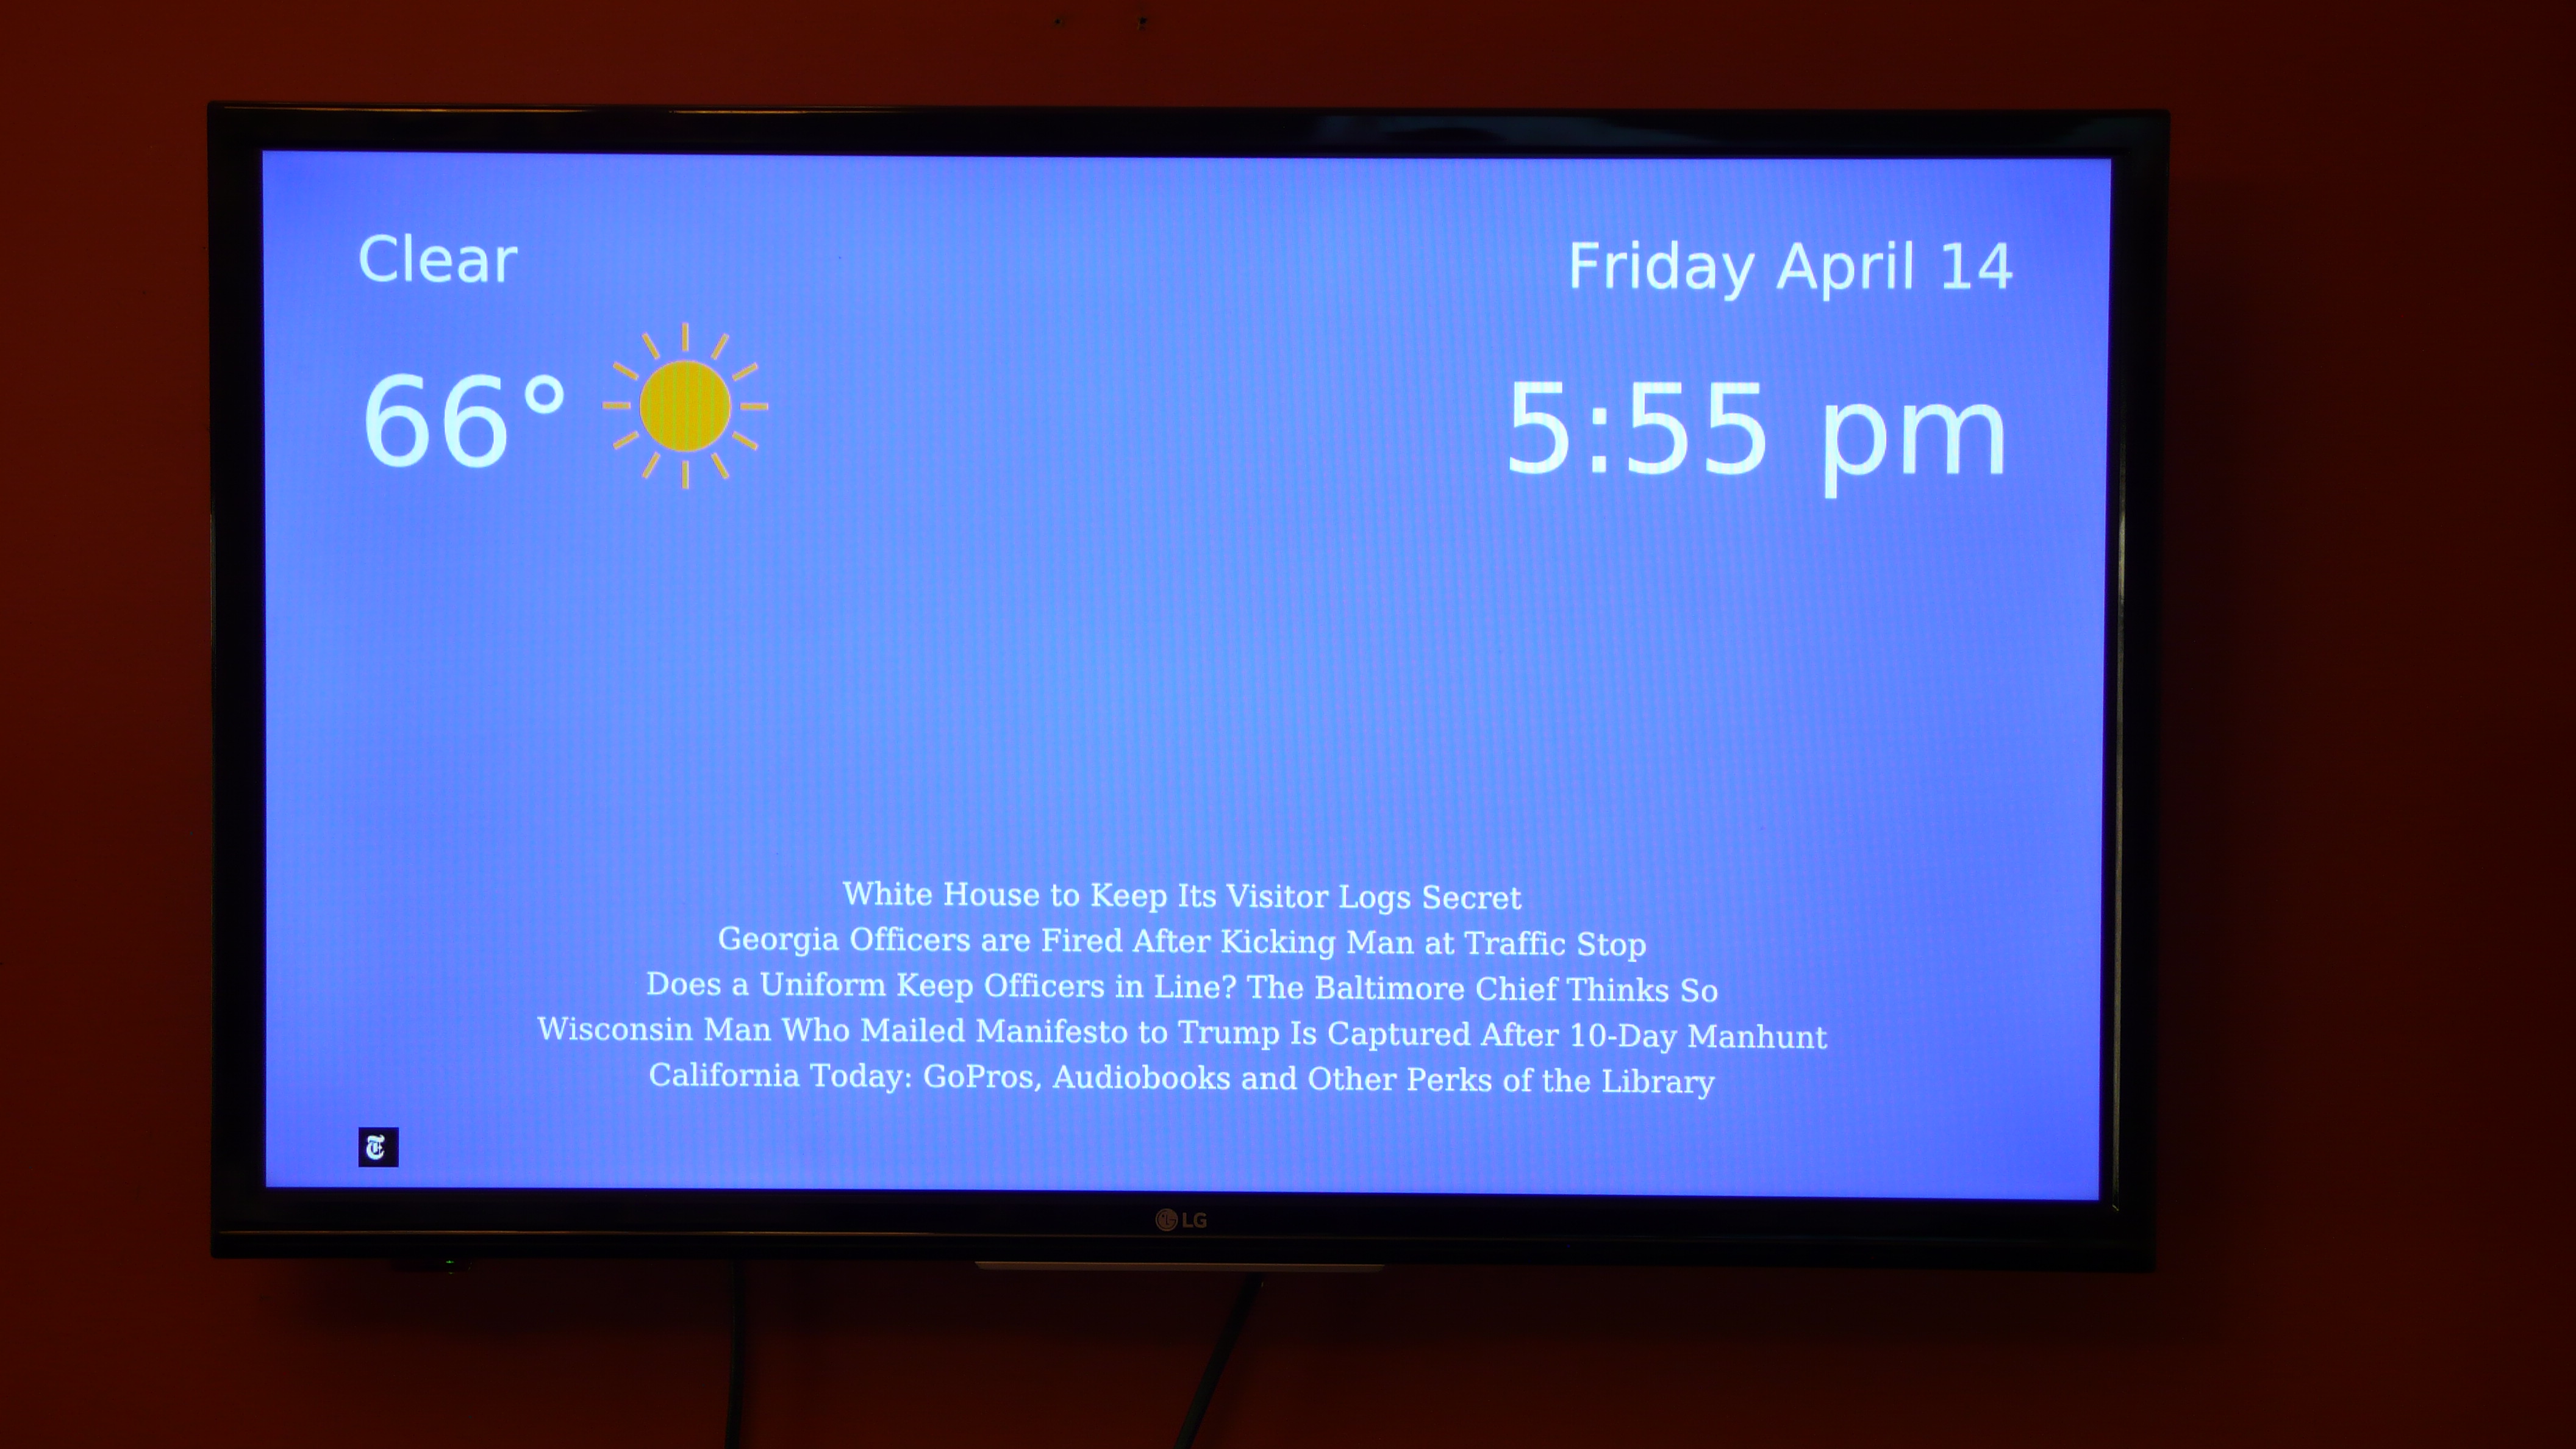 Clear
Friday April 14
66°
5:55 pm
White House to Keep Its Visitor Logs Secret
Georgia Officers are Fired After Kicking Man at Traffic Stop
Does a Uniform Keep Officers in Line? The Baltimore Chief Thinks So
Wisconsin Man Who Mailed Manifesto to Trump Is Captured After 10-Day Manhunt
California Today: GoPros, Audiobooks and Other Perks of the Library
T
LG